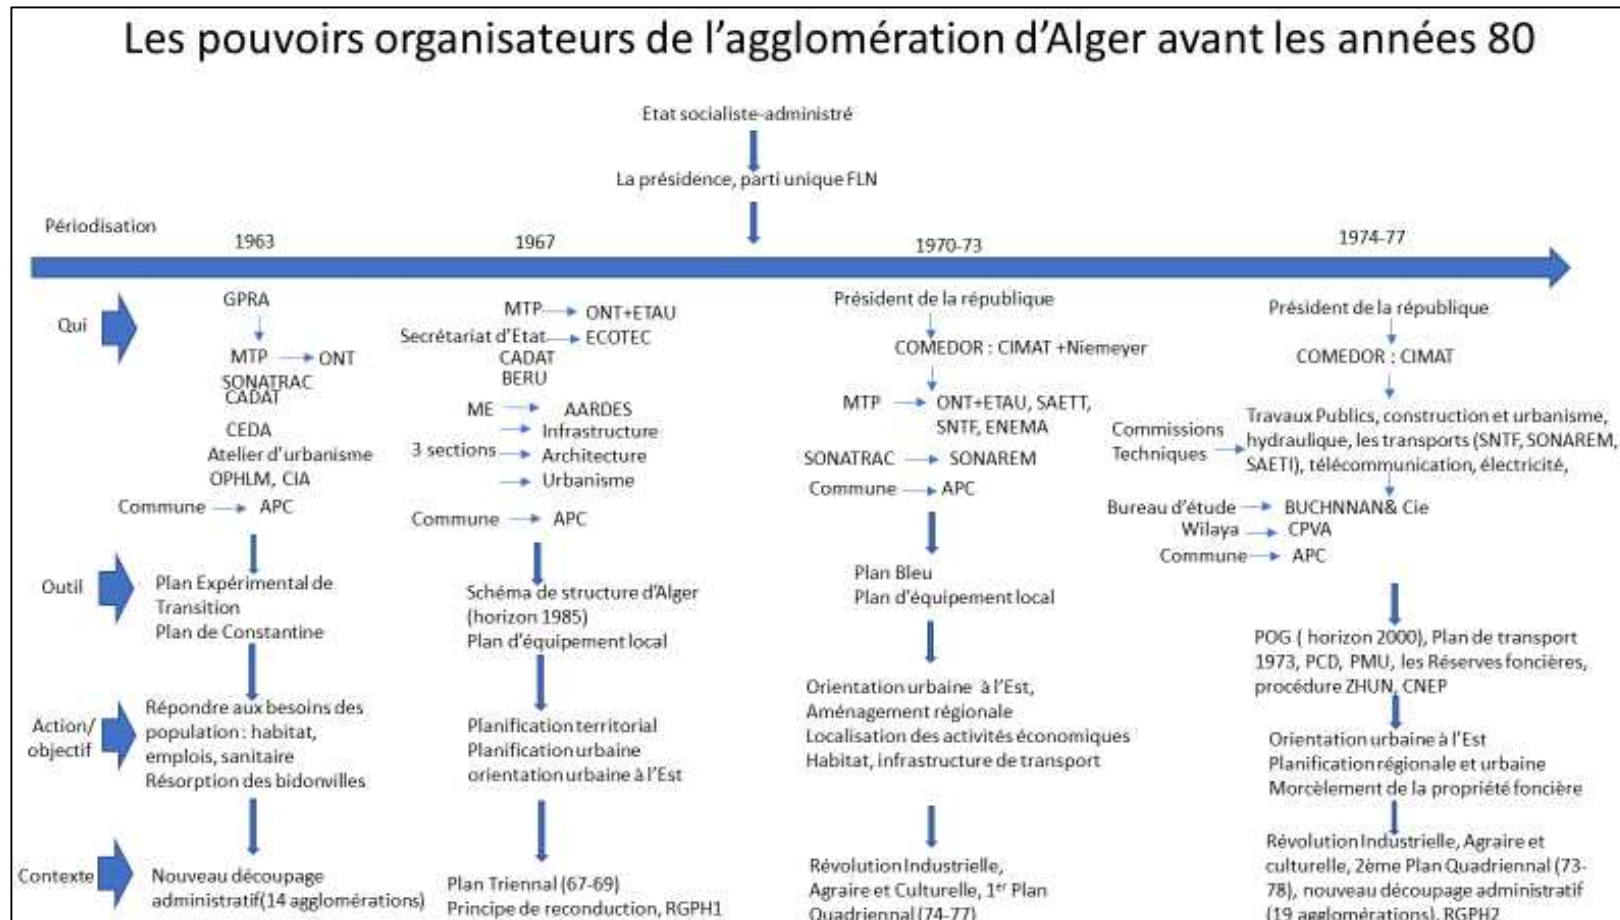 Les pouvoirs organisateurs de l'agglomération d'Alger avant les années 80
Etat socialiste-administré
La présidence, parti unique FLN
Périodisation
1963
1967
1970-73
1974-77
Qui
GPRA
MTP
ONT
SONATRAC
CADAT
CEDA
Atelier d'urbanisme
OPHLM, CIA
Commune
APC
MTP
ONT+ETAU
Secrétariat d'Etat
ECOTEC
CADAT
BERU
ME
AARDES
Infrastructure
3 sections
Architecture
Urbanisme
Commune
APC
Président de la république
COMEDOR : CIMAT +Niemeyer
MTP
ONT+ETAU, SAETT,
SNTF, ENEMA
SONATRAC
SONAREM
Commune
APC
Président de la république
COMEDOR : CIMAT
Commissions
Techniques
Travaux Publics, construction et urbanisme,
hydraulique, les transports (SNTF, SONAREM,
SAETI), télécommunication, électricité,
Bureau d'étude
BUCHNNAN& Cie
Wilaya
CPVA
Commune
APC
Outil
Plan Expérimental de
Transition
Plan de Constantine
Schéma de structure d'Alger
(horizon 1985)
Plan d'équipement local
Plan Bleu
Plan d'équipement local
POG ( horizon 2000), Plan de transport
1973, PCD, PMU, les Réserves foncières,
procédure ZHUN, CNEP
Action/
objectif
Répondre aux besoins des
population : habitat,
emplois, sanitaire
Résorption des bidonvilles
Planification territorial
Planification urbaine
orientation urbaine à l'Est
Orientation urbaine à l'Est,
Aménagement régionale
Localisation des activités économiques
Habitat, infrastructure de transport
Orientation urbaine à l'Est
Planification régionale et urbaine
Morcèlement de la propriété foncière
Contexte
Nouveau découpage
administratif(14 agglomérations)
Plan Triennal (67-69)
Principe de reconduction, RGPH1
Révolution Industrielle,
Agraire et Culturelle, 1er Plan
Quadriennal (74-77)
Révolution Industrielle, Agraire et
culturelle, 2ème Plan Quadriennal (73-
78), nouveau découpage administratif
(19 agglomérations), RGPH2